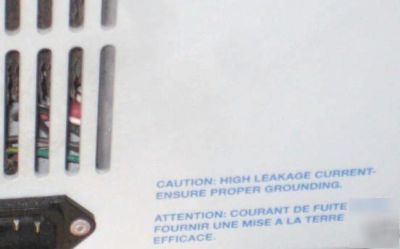 CAUTION: HIGH LEAKAGE CURRENT-
ENSURE PROPER GROUNDING.
ATTENTION: COURANT DE FUITE
FOURNIR UNE MISE A LA TERRE
EFFICACE.